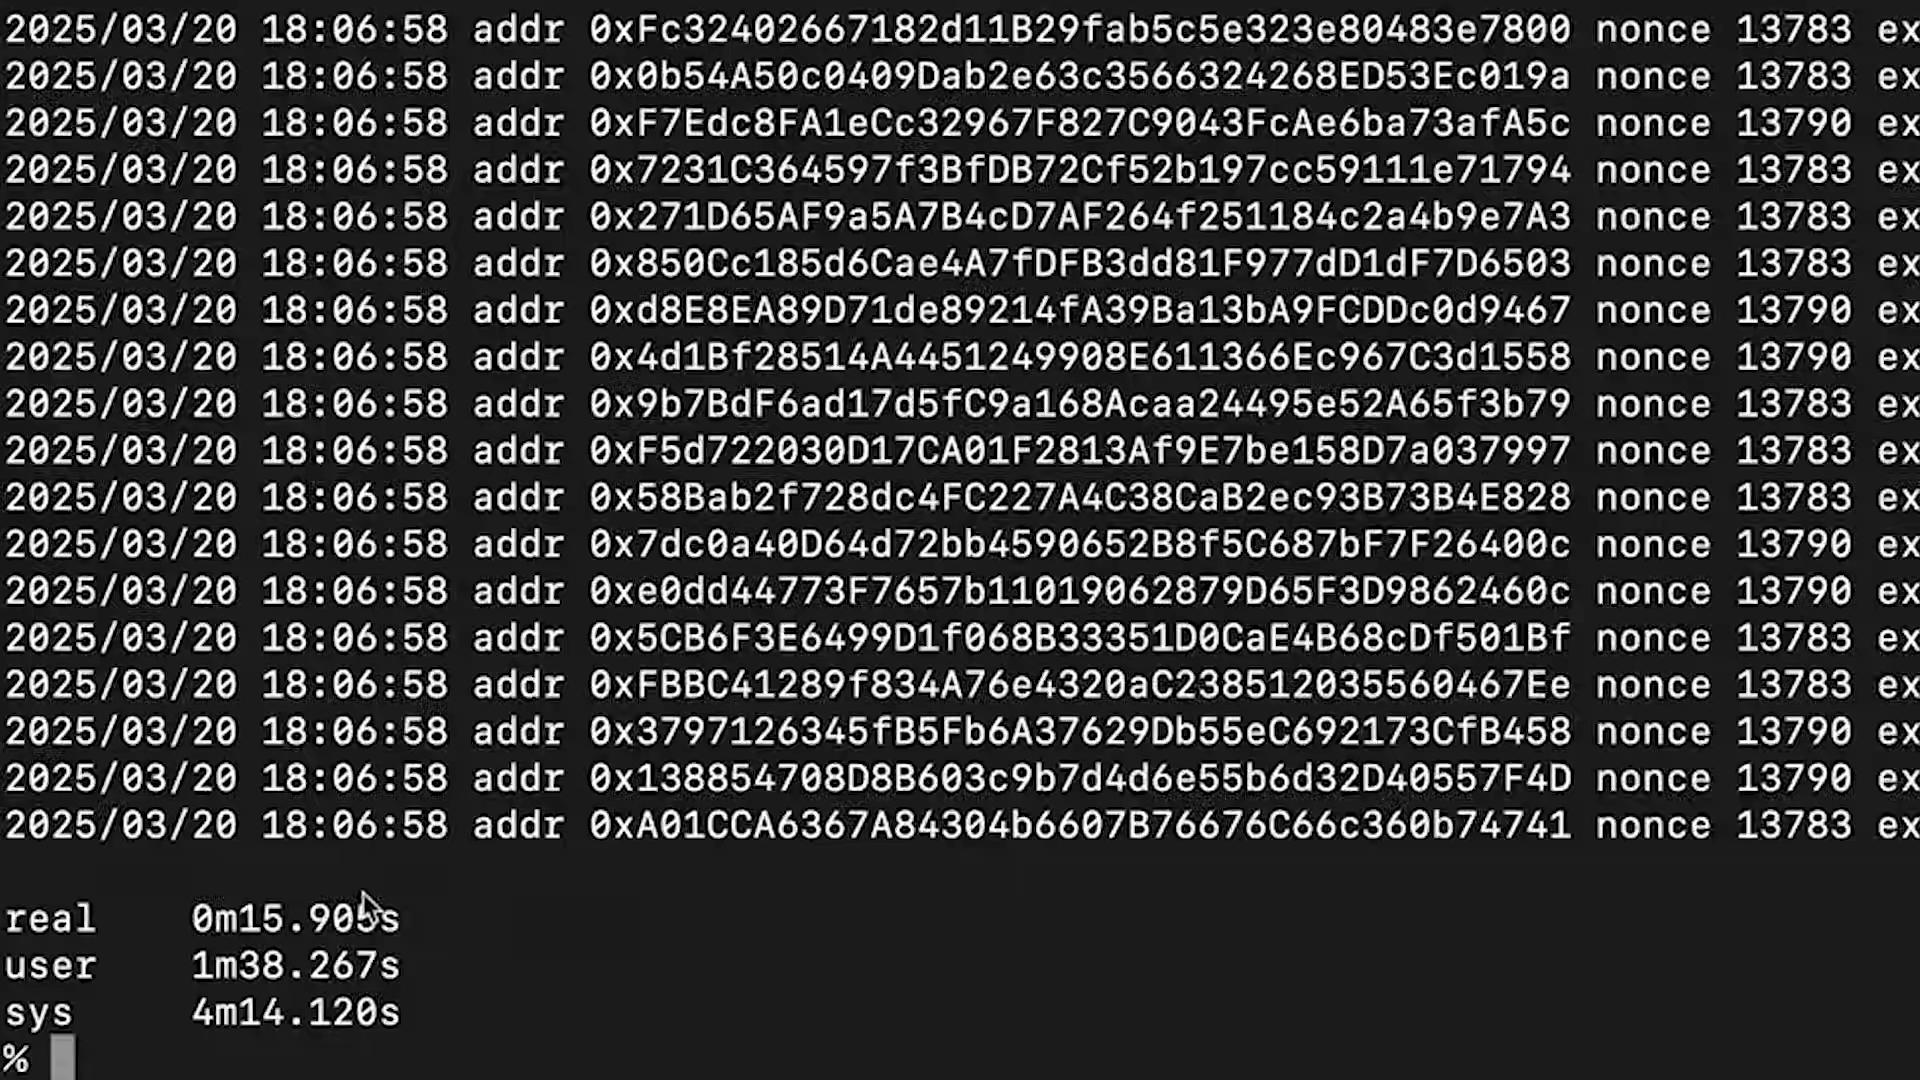 2025/03/20 18:06:58 addr 0xFc32402667182d11B29fab5c5e323e80483e7800 nonce 13783 ex
2025/03/20 18:06:58 addr 0x0b54A50c0409Dab2e63c3566324268ED53Ec019a nonce 13783 ex
2025/03/20 18:06:58 addr 0xF7Edc8FA1eCc32967F827C9043FcAe6ba73afA5c nonce 13790 ex
2025/03/20 18:06:58 addr 0x7231C364597f3BfDB72Cf52b197cc59111e71794 nonce 13783 ex
2025/03/20 18:06:58 addr 0x271D65AF9a5A7B4cD7AF264f251184c2a4b9e7A3 nonce 13783 ex
2025/03/20 18:06:58 addr 0x850Cc185d6Cae4A7fDFB3dd81F977dD1dF7D6503 nonce 13783 ex
2025/03/20 18:06:58 addr 0xd8E8EA89D71de89214fA39Ba13bA9FCDDc0d9467 nonce 13790 ex
2025/03/20 18:06:58 addr 0x4d1Bf28514A4451249908E611366Ec967C3d1558 nonce 13790 ex
2025/03/20 18:06:58 addr 0x9b7BdF6ad17d5fC9a168Acaa24495e52A65f3b79 nonce 13783 ex
2025/03/20 18:06:58 addr 0xF5d722030D17CA01F2813Af9E7be158D7a037997 nonce 13783 ex
2025/03/20 18:06:58 addr 0x58Bab2f728dc4FC227A4C38CaB2ec93B73B4E828 nonce 13783 ex
2025/03/20 18:06:58 addr 0x7dc0a40D64d72bb4590652B8f5C687bF7F26400c nonce 13790 ex
2025/03/20 18:06:58 addr 0xe0dd44773F7657b11019062879D65F3D9862460c nonce 13790 ex
2025/03/20 18:06:58 addr 0x5CB6F3E6499D1f068B33351D0CaE4B68cDf501Bf nonce 13783 ex
2025/03/20 18:06:58 addr 0xFBBC41289f834A76e4320aC238512035560467Ee nonce 13783 ex
2025/03/20 18:06:58 addr 0x3797126345fB5Fb6A37629Db55eC692173CfB458 nonce 13790 ex
2025/03/20 18:06:58 addr 0x138854708D8B603c9b7d4d6e55b6d32D40557F4D nonce 13790 ex
2025/03/20 18:06:58 addr 0xA01CCA6367A84304b6607B76676C66c360b74741 nonce 13783 ex
real 0m15.905s
user 1m38.267s
sys 4m14.120s
%